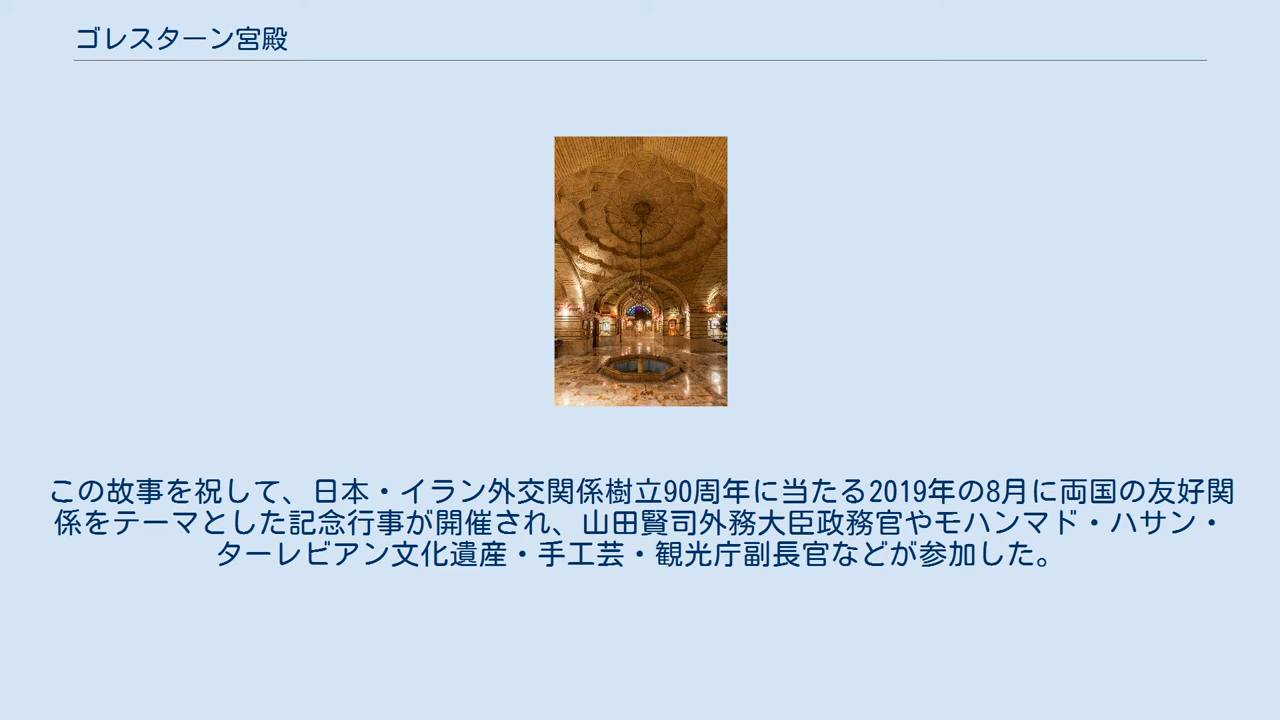 ゴレスターン宮殿
この故事を祝して、日本・イラン外交関係樹立90周年に当たる2019年の8月に両国の友好関
係をテーマとした記念行事が開催され、山田賢司外務大臣政務官やモハンマド・ハサン・
ターレビアン文化遺産・手工芸・観光庁副長官などが参加した。